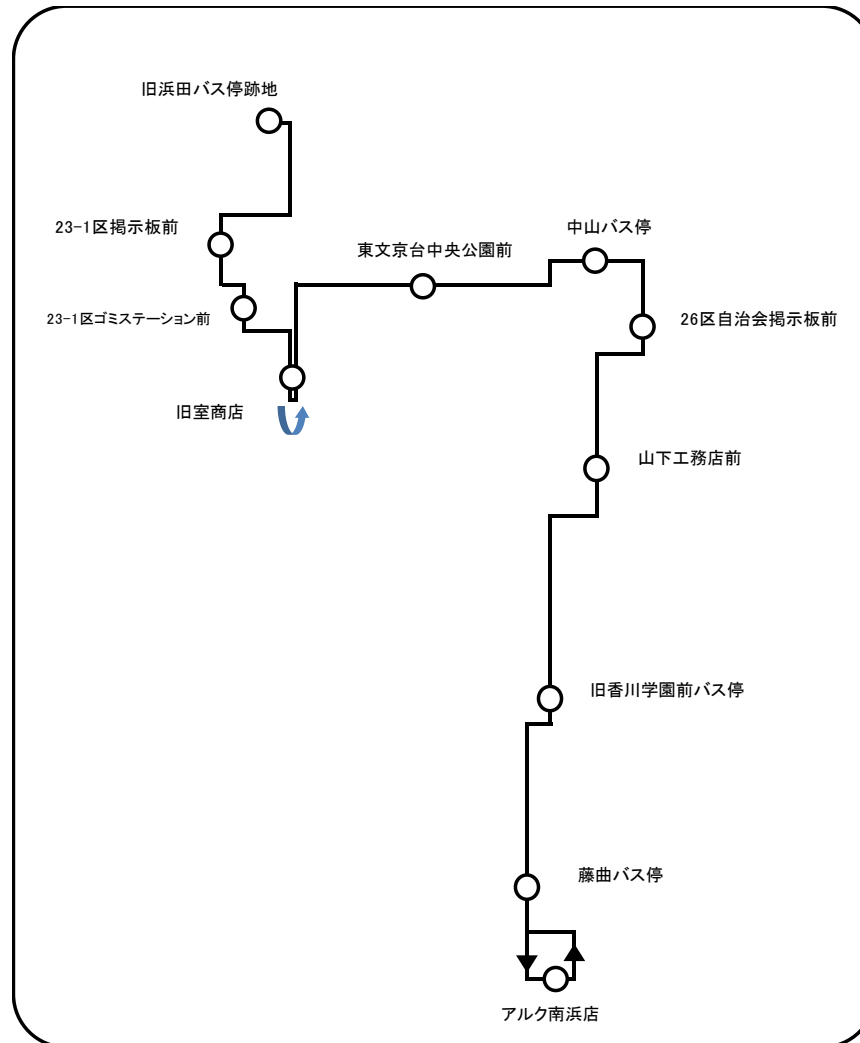 旧浜田バス停跡地
23-1区掲示板前
中山バス停
東文京台中央公園前
23-1区ゴミステーション前
26区自治会掲示板前
旧室商店
山下工務店前
旧香川学園前バス停
藤曲バス停
アルク南浜店